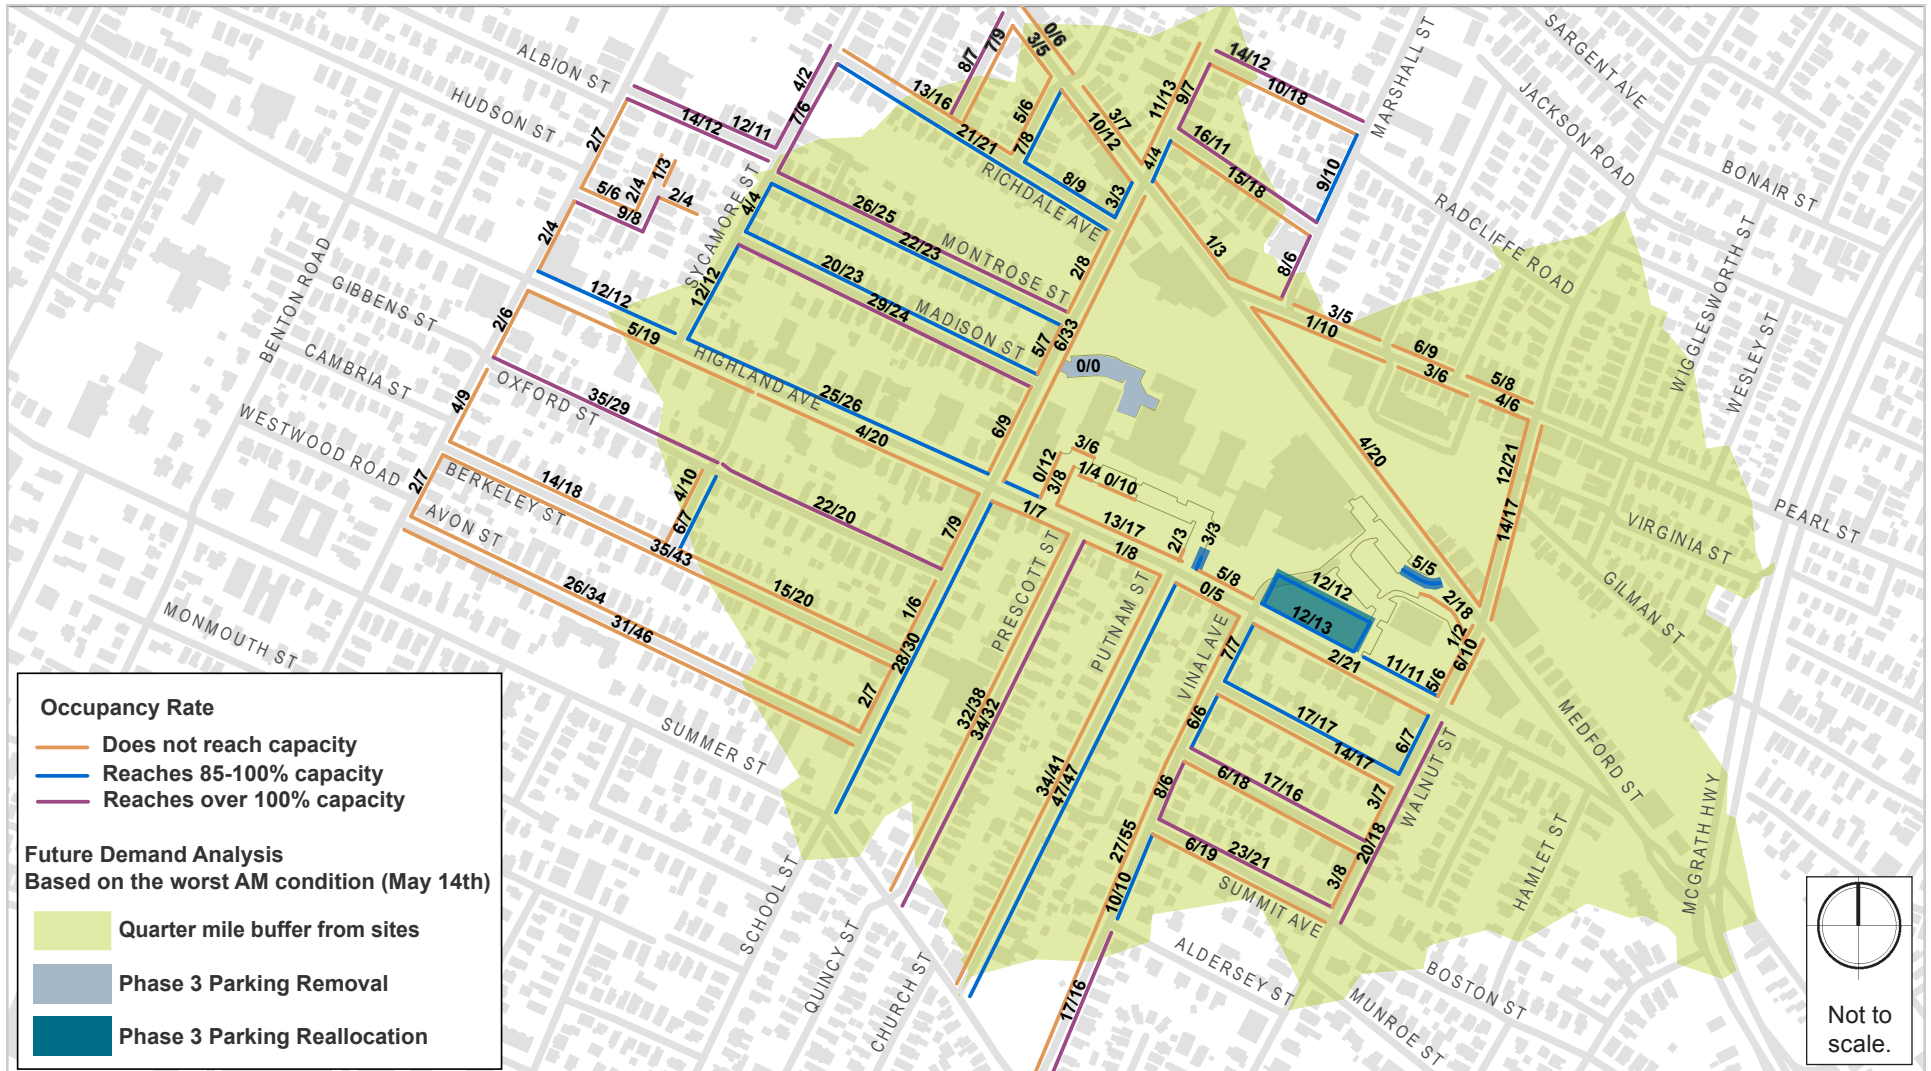 ALBION ST
HUDSON ST
SYCAMORE ST
RICHDALE AVE
MONTROSE ST
MADISON ST
BENTON ROAD
GIBBENS ST
CAMBRIA ST
WESTWOOD ROAD
OXFORD ST
HIGHLAND AVE
BERKELEY ST
AVON ST
MONMOUTH ST
SUMMER ST
SCHOOL ST
QUINCY ST
CHURCH ST
PRESCOTT ST
PUTNAM ST
VINAL AVE
SUMMIT AVE
ALDERSEY ST
MUNROE ST
BOSTON ST
HAMLET ST
WALNUT ST
MEDFORD ST
MCGRATH HWY
GILMAN ST
VIRGINIA ST
PEARL ST
WESLEY ST
WIGGLESWORTH ST
RADCLIFFE ROAD
BONAIR ST
JACKSON ROAD
SARGENT AVE
MARSHALL ST
4/2
7/6
12/11
14/12
2/7
5/6
2/4
1/3
2/4
9/8
2/4
12/12
2/6
5/19
35/29
4/9
2/7
14/18
4/10
6/7
35/43
15/20
26/34
31/46
13/16
8/7
7/9
3/5
0/6
5/6
7/8
21/21
10/12
3/7
8/9
3/3
11/13
9/7
4/4
14/12
10/18
16/11
15/18
9/10
8/6
1/3
4/4
26/25
22/23
20/23
29/24
12/12
25/26
4/20
2/8
5/7
6/33
6/9
0/0
3/5
1/10
6/9
3/6
5/8
4/6
12/21
14/17
4/20
3/6
0/12
3/8
1/4
0/10
1/7
13/17
1/8
2/3
3/3
5/8
0/5
12/12
12/13
5/5
2/18
1/2
6/10
11/11
5/6
2/21
7/7
17/17
14/17
6/7
6/6
6/18
17/16
3/7
8/6
20/18
23/21
6/19
3/8
27/55
10/10
17/16
22/20
7/9
1/6
28/30
2/7
32/38
34/32
34/41
47/47
Occupancy Rate
Does not reach capacity
Reaches 85-100% capacity
Reaches over 100% capacity
Future Demand Analysis
Based on the worst AM condition (May 14th)
Quarter mile buffer from sites
Phase 3 Parking Removal
Phase 3 Parking Reallocation
Not to
scale.